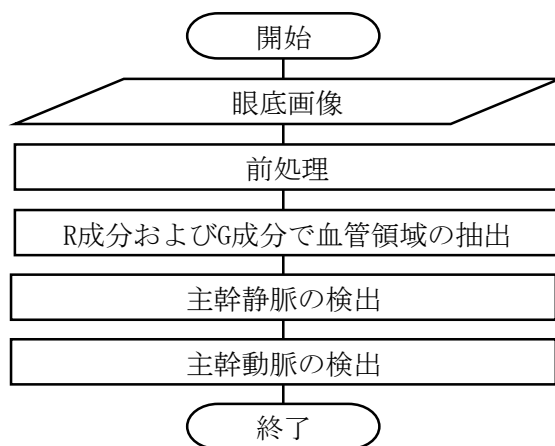 開始
眼底画像
前処理
R成分およびG成分で血管領域の抽出
主幹静脈の検出
主幹動脈の検出
終了